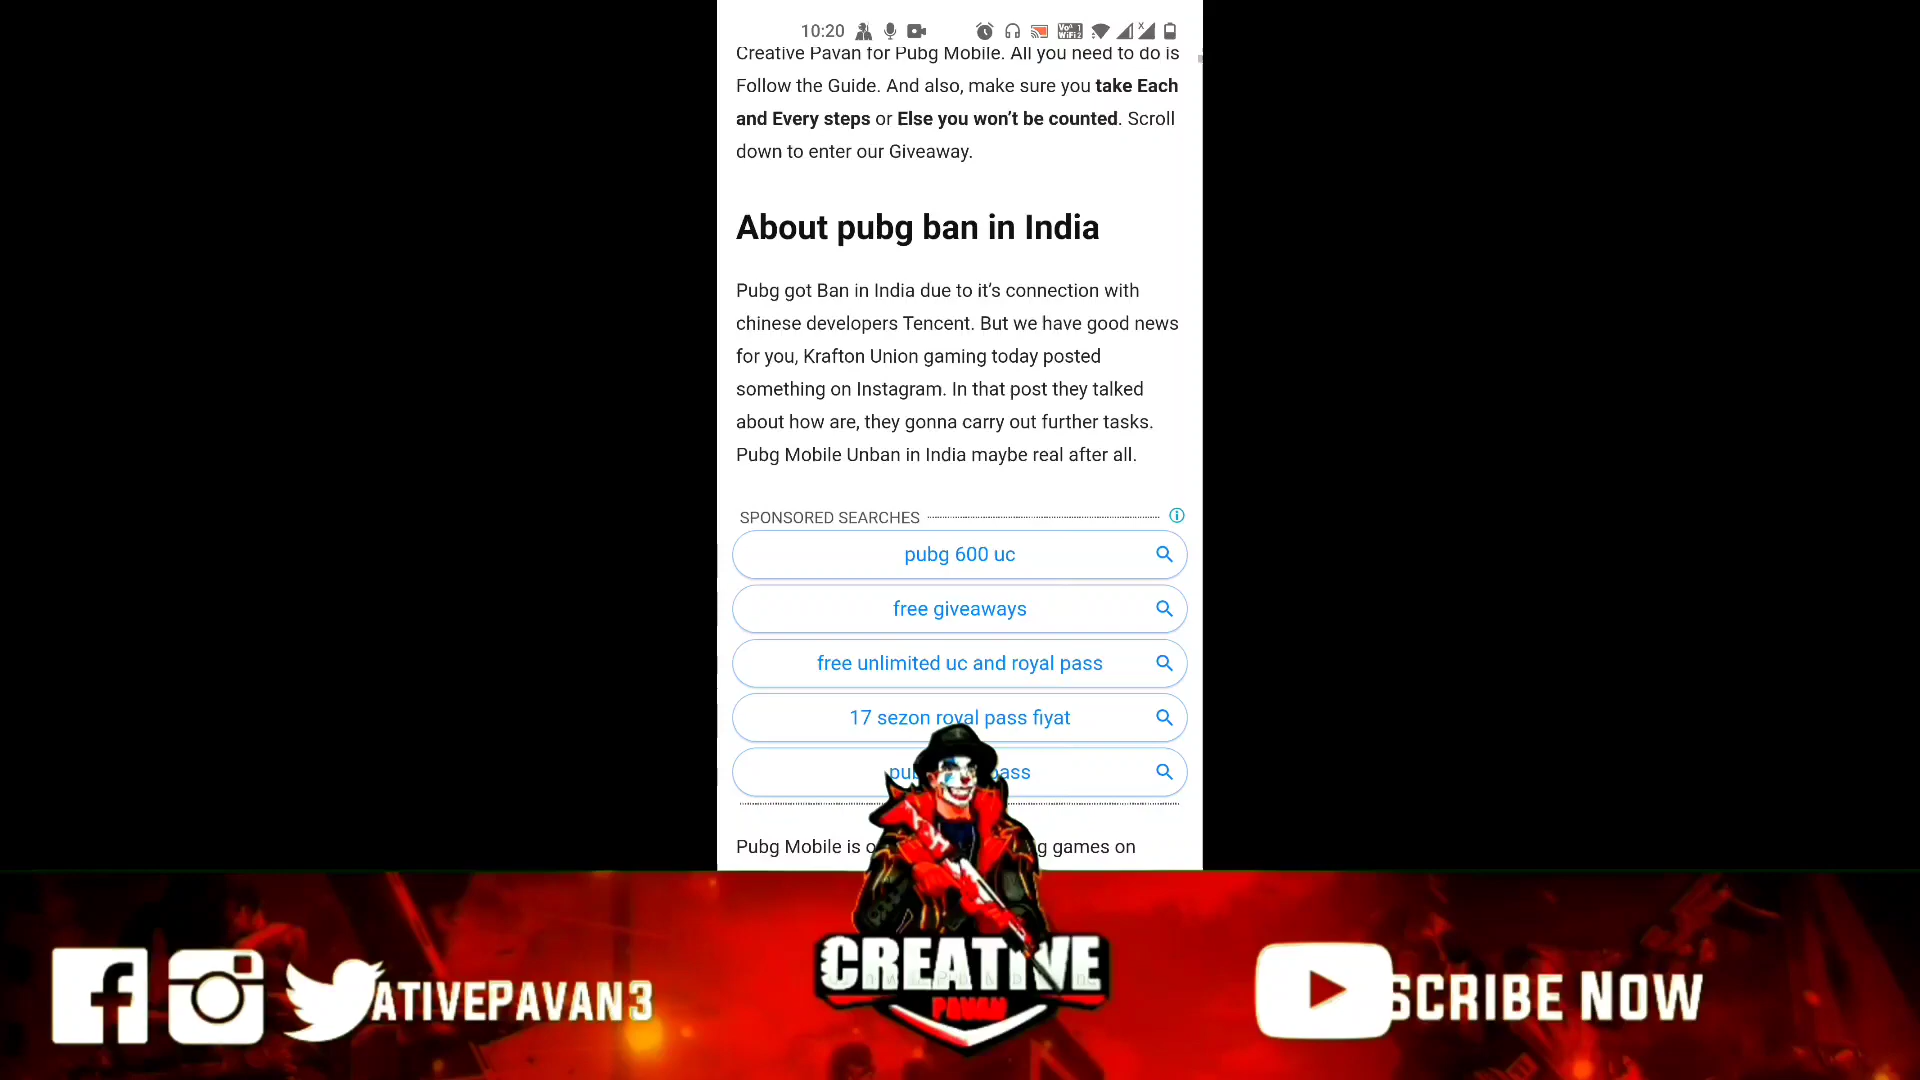 10:20
Creative Pavan for Pubg Mobile. All you need to do is
Follow the Guide. And also, make sure you take Each
and Every steps or Else you won't be counted. Scroll
down to enter our Giveaway.
About pubg ban in India
Pubg got Ban in India due to it's connection with
chinese developers Tencent. But we have good news
for you, Krafton Union gaming today posted
something on Instagram. In that post they talked
about how are, they gonna carry out further tasks.
Pubg Mobile Unban in India maybe real after all.
SPONSORED SEARCHES
pubg 600 uc
free giveaways
free unlimited uc and royal pass
17 sezon royal pass fiyat
pu ass
Pubg Mobile is g games on
CREATIVE
PAVAN
ATIVEPAVAN3
SCRIBE NOW